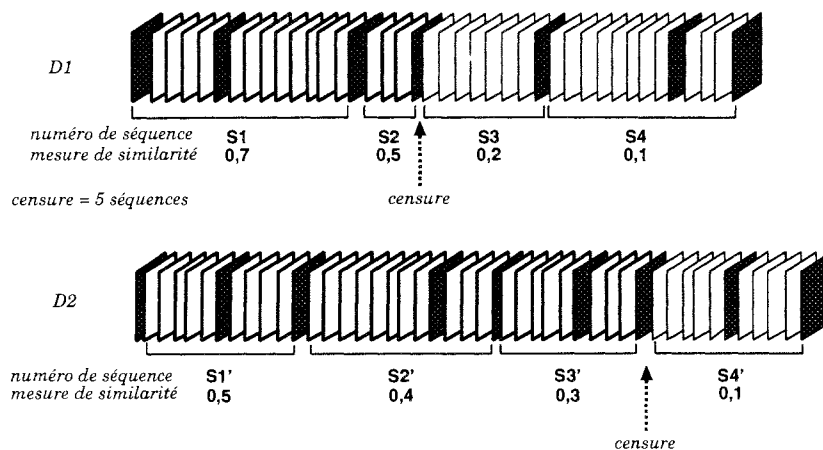 D1
numéro de séquence S1 S2 S3 S4
mesure de similarité 0,7 0,5 0,2 0,1
censure = 5 séquences censure
D2
numéro de séquence S1' S2' S3' S4'
mesure de similarité 0,5 0,4 0,3 0,1
censure